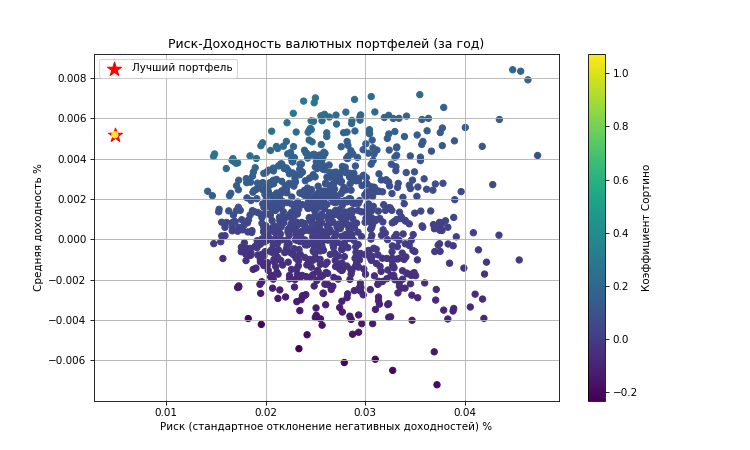 Риск-Доходность валютных портфелей (за год)
Лучший портфель
Средняя доходность %
0.008
0.006
0.004
0.002
0.000
−0.002
−0.004
−0.006
0.01 0.02 0.03 0.04
Риск (стандартное отклонение негативных доходностей) %
1.0
0.8
0.6
0.4
0.2
0.0
−0.2
Коэффициент Сортино